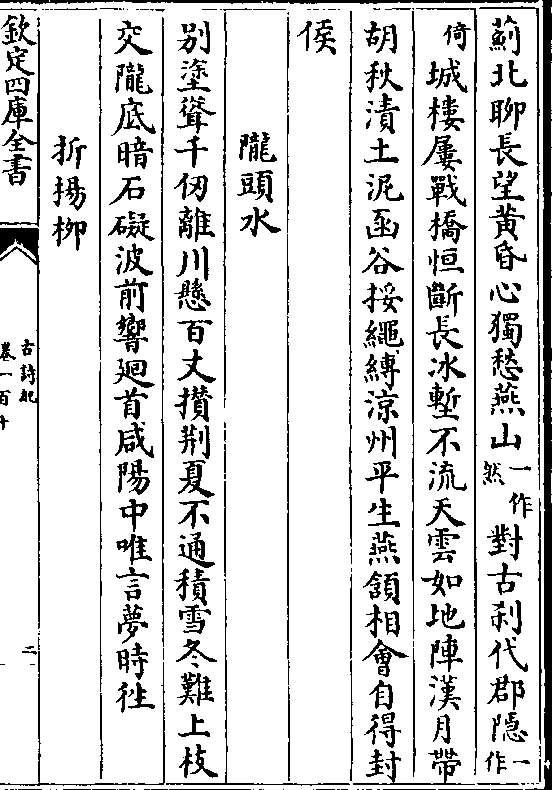 薊北聊長望黃昏心獨愁燕山一作然對古刹代郡隱一作
倚城樓屢戰橋恒斷長冰塹不流天雲如地陣漢月帶
胡秋漬土泥函谷挼繩縛涼州平生燕頷相會自得封
侯
隴頭水
別塗聳千仞離川懸百丈攅荆夏不通積雪冬難上枝
交隴底暗石礙波前響廻首咸陽中唯言夢時徃
折揚柳
欽定四庫全書
古詩紀
卷一百十
二